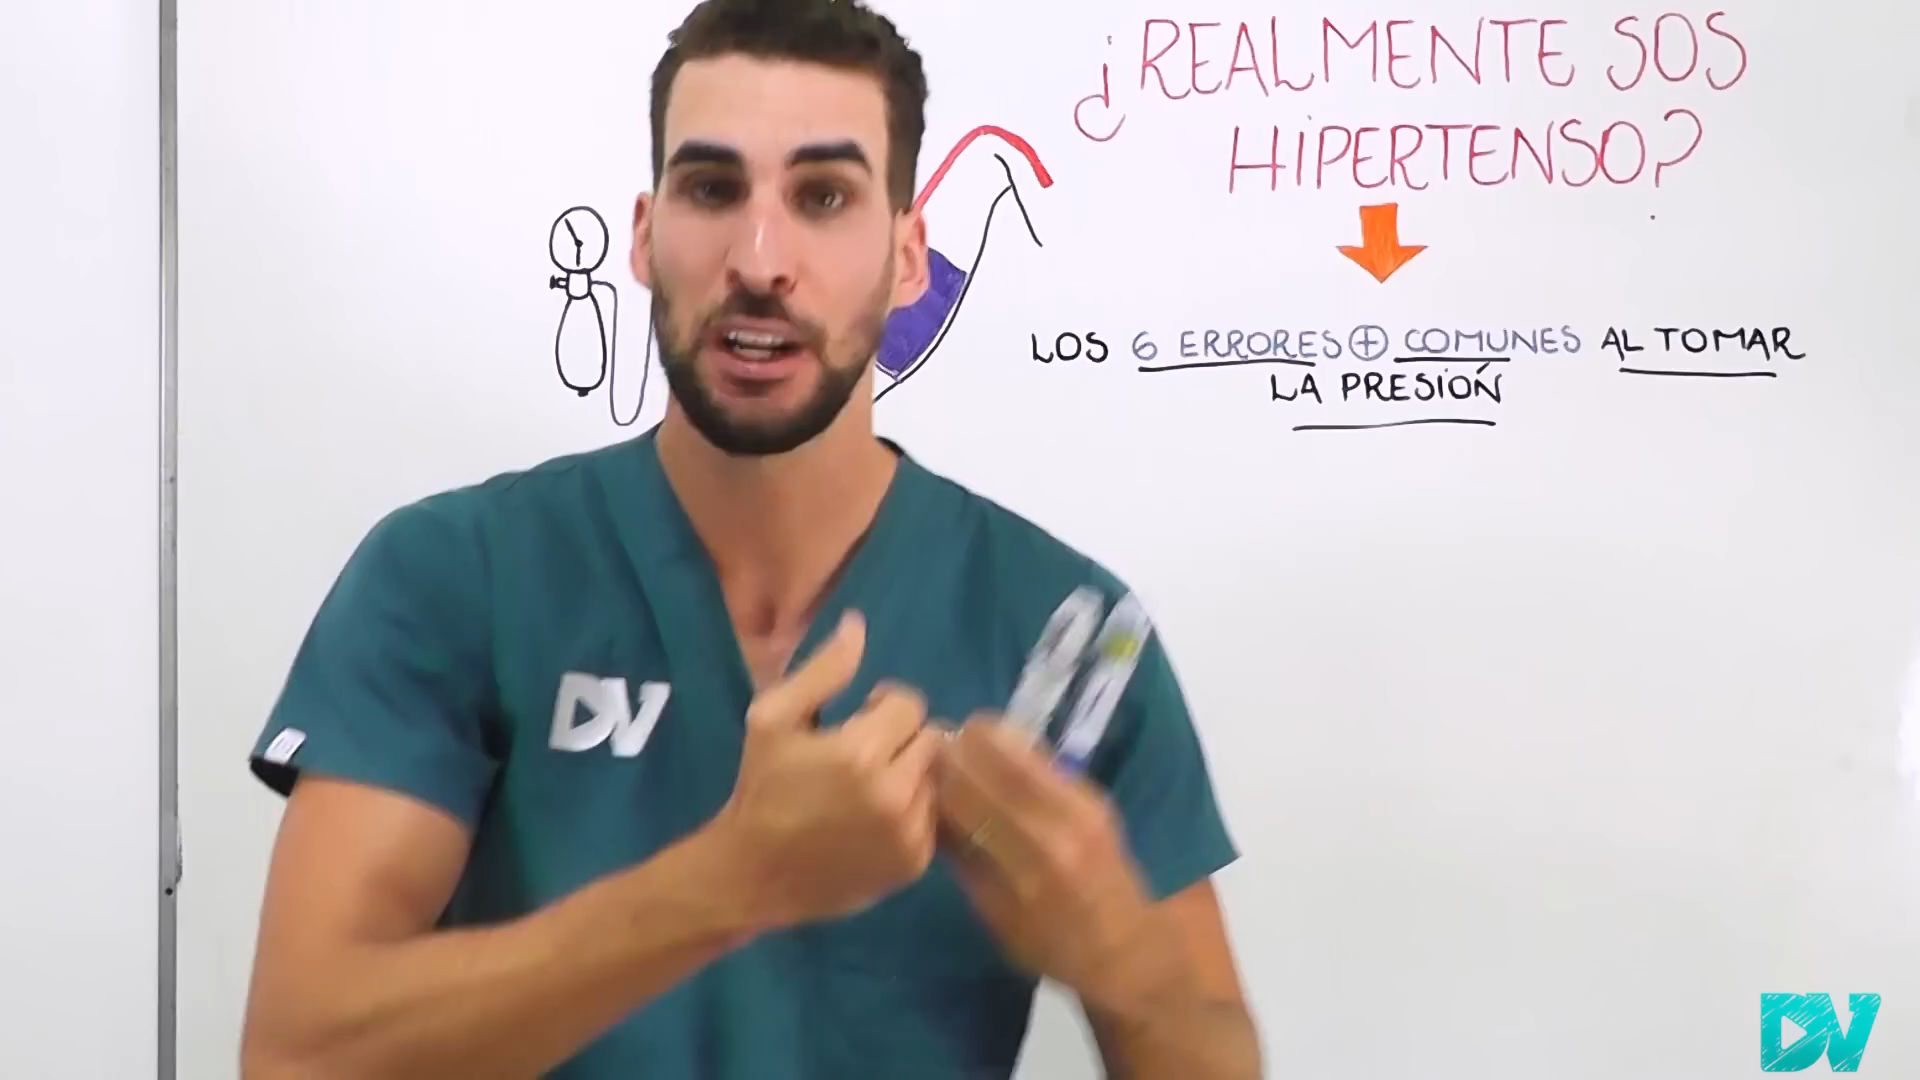 ¿REALMENTE SOS
HIPERTENSO?
LOS 6 ERRORES + COMUNES AL TOMAR
LA PRESIÓN
DV
DV